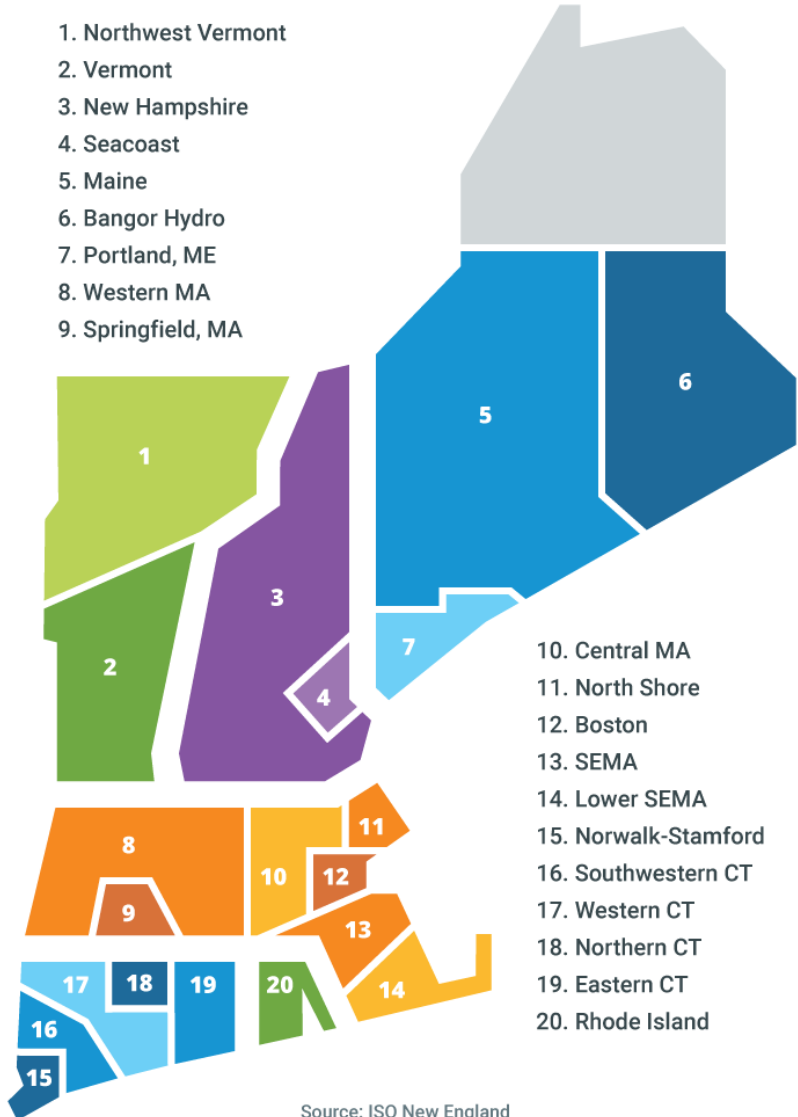 1. Northwest Vermont
2. Vermont
3. New Hampshire
4. Seacoast
5. Maine
6. Bangor Hydro
7. Portland, ME
8. Western MA
9. Springfield, MA
6
5
1
3
2
7
4
10. Central MA
11. North Shore
12. Boston
13. SEMA
14. Lower SEMA
15. Norwalk-Stamford
16. Southwestern CT
17. Western CT
18. Northern CT
19. Eastern CT
20. Rhode Island
11
8
10
12
9
13
17
18
19
20
14
16
15
Source: ISO New England